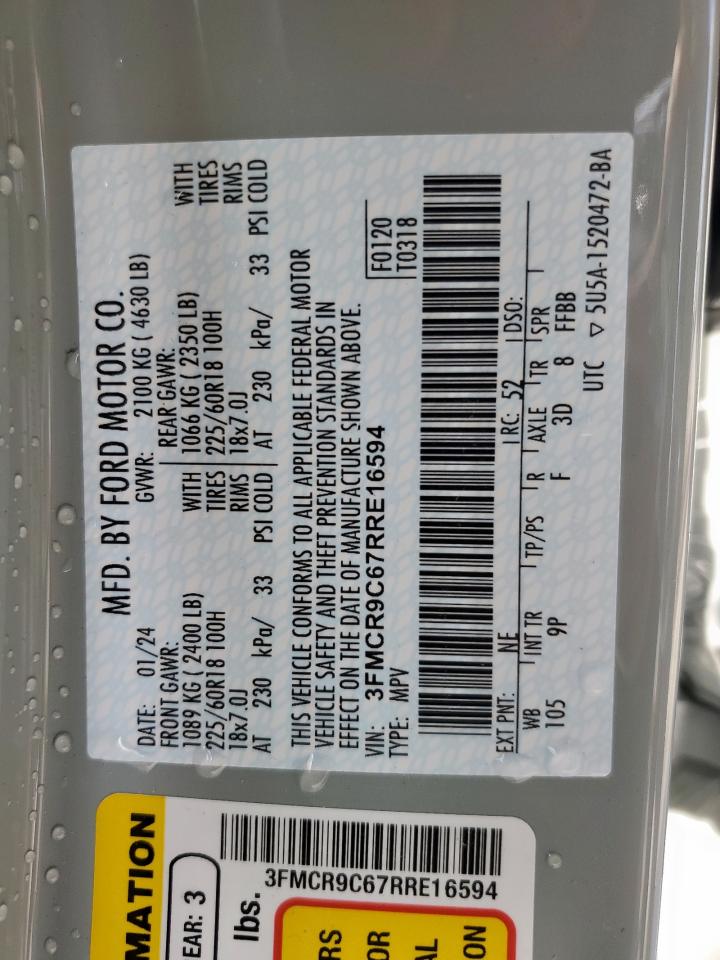 MFD. BY FORD MOTOR CO.
DATE: 01/24 GVWR: 2100 KG ( 4630 LB)
FRONT GAWR: REAR GAWR:
1089 KG ( 2400 LB) WITH 1066 KG ( 2350 LB) WITH
225/60R18 100H TIRES 225/60R18 100H TIRES
18x7.0J RIMS 18x7.0J RIMS
AT 230 kPa/ 33 PSI COLD AT 230 kPa/ 33 PSI COLD
THIS VEHICLE CONFORMS TO ALL APPLICABLE FEDERAL MOTOR
VEHICLE SAFETY AND THEFT PREVENTION STANDARDS IN
EFFECT ON THE DATE OF MANUFACTURE SHOWN ABOVE.
VIN: 3FMCR9C67RRE16594 F0120
TYPE: MPV T0318
EXT PNT: NE RC: 52 DSO:
WB INT TR TP/PS R AXLE TR SPR
105 9P F 3D 8 FFBB
UTC ▽ 5U5A-1520472-BA
MATION
EAR: 3
3FMCR9C67RRE16594
lbs.
RS
OR
AL
ON